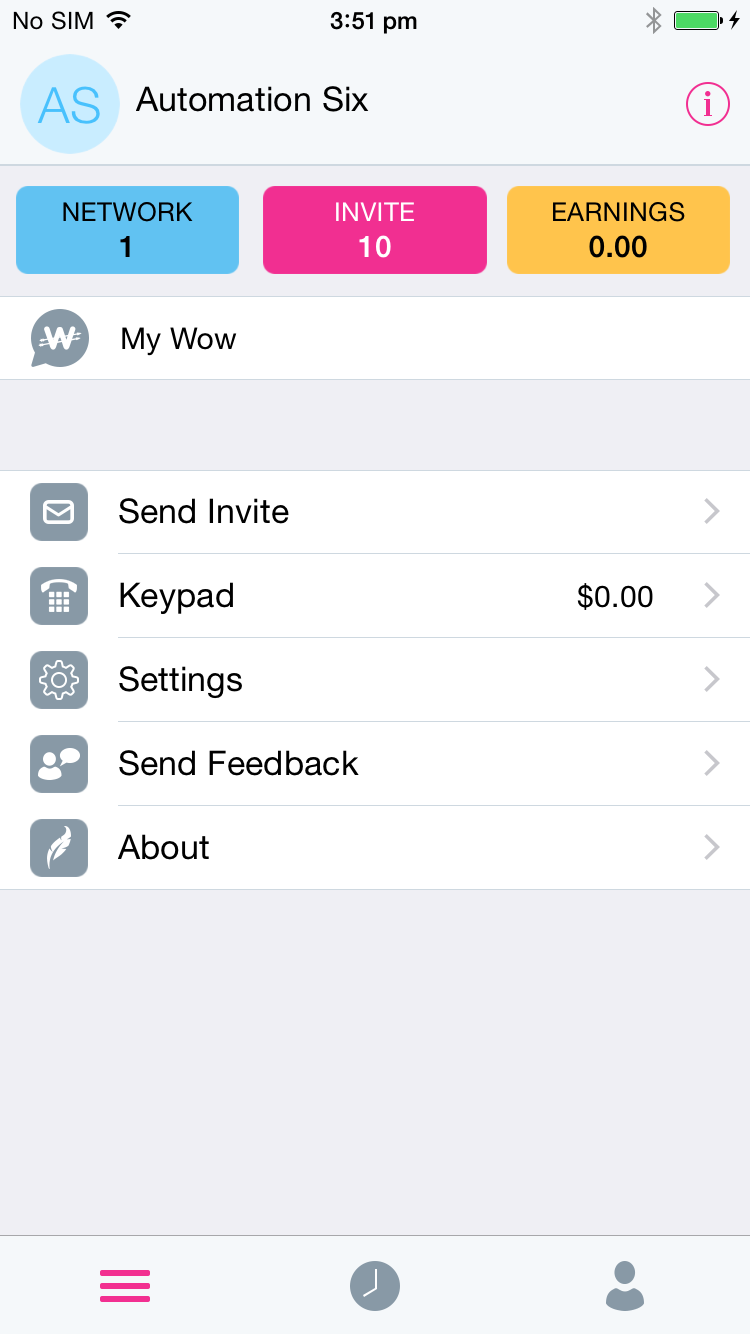 No SIM 3:51 pm
AS Automation Six i
NETWORK INVITE EARNINGS
1 10 0.00
W My Wow
Send Invite
Keypad $0.00
Settings
Send Feedback
About